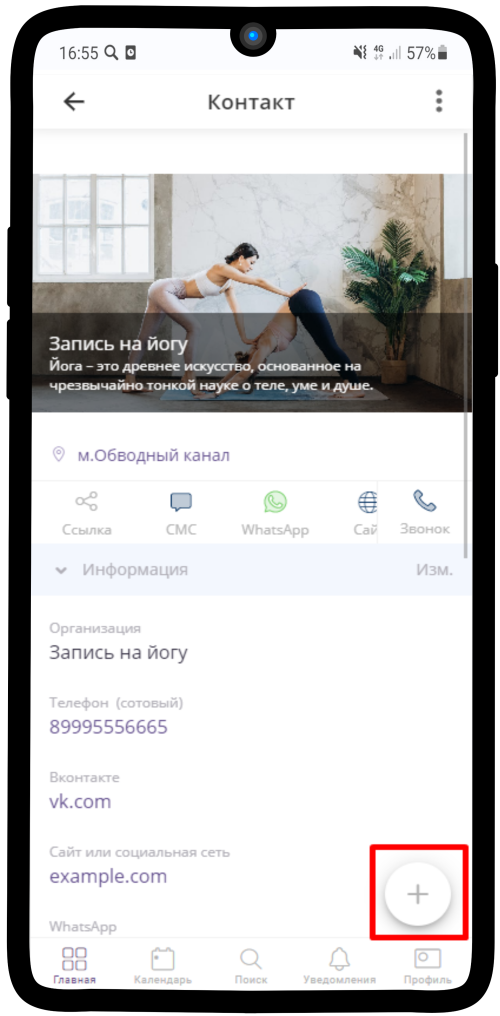 16:55
4G
57%
Контакт
Запись на йогу
Йога – это древнее искусство, основанное на
чрезвычайно тонкой науке о теле, уме и душе.
м.Обводный канал
Ссылка СМС WhatsApp Сай Звонок
Информация Изм.
Организация
Запись на йогу
Телефон (сотовый)
89995556665
Вконтакте
vk.com
Сайт или социальная сеть
example.com
WhatsApp
Главная Календарь Поиск Уведомления Профиль